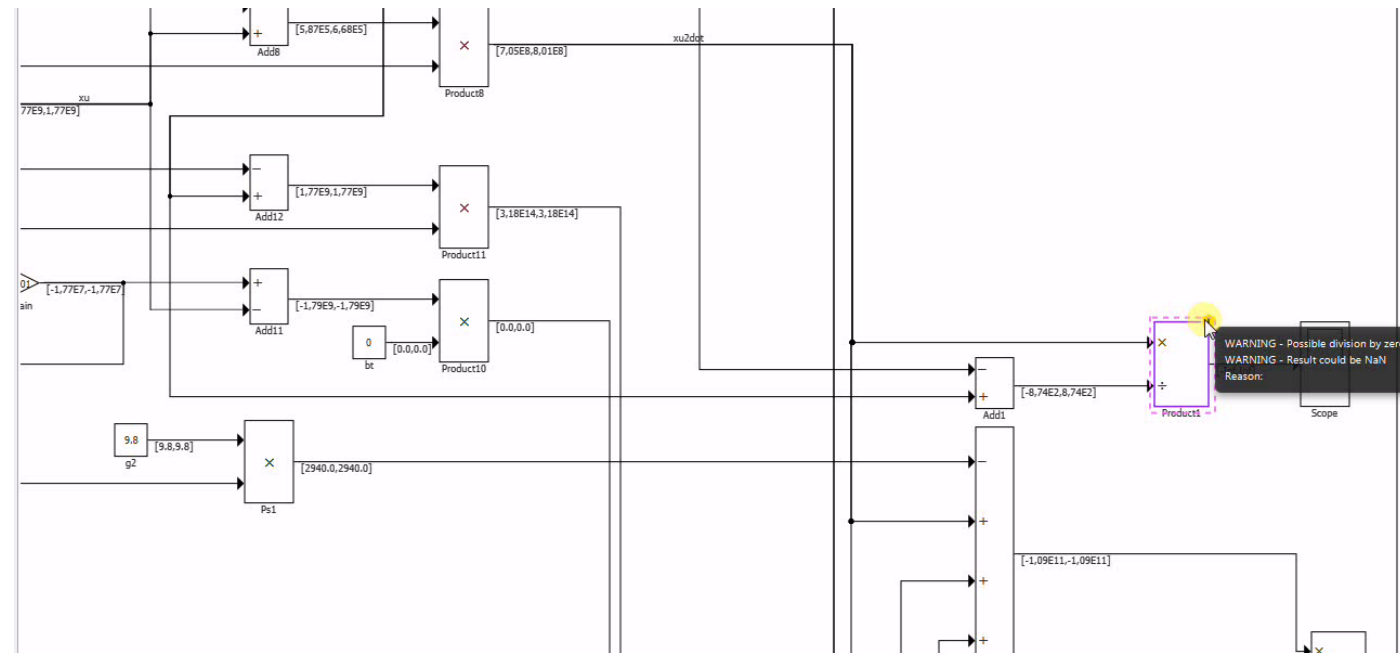 +
[5,87E5,6,68E5]
Add8
×
xu2dot
[7,05E8,8,01E8]
Product8
xu
77E9,1,77E9]
−
+
[1,77E9,1,77E9]
Add12
×
[3,18E14,3,18E14]
Product11
01
[-1,77E7,-1,77E7]
ain
+
−
[-1,79E9,-1,79E9]
Add11
×
[0.0,0.0]
0
[0.0,0.0]
bt
Product10
×
÷
Product1
WARNING - Possible division by zer
WARNING - Result could be NaN
Reason:
Scope
−
+
[-8,74E2,8,74E2]
Add1
9.8
[9.8,9.8]
g2
×
[2940.0,2940.0]
Ps1
−
+
+
+
[-1,09E11,-1,09E11]
×